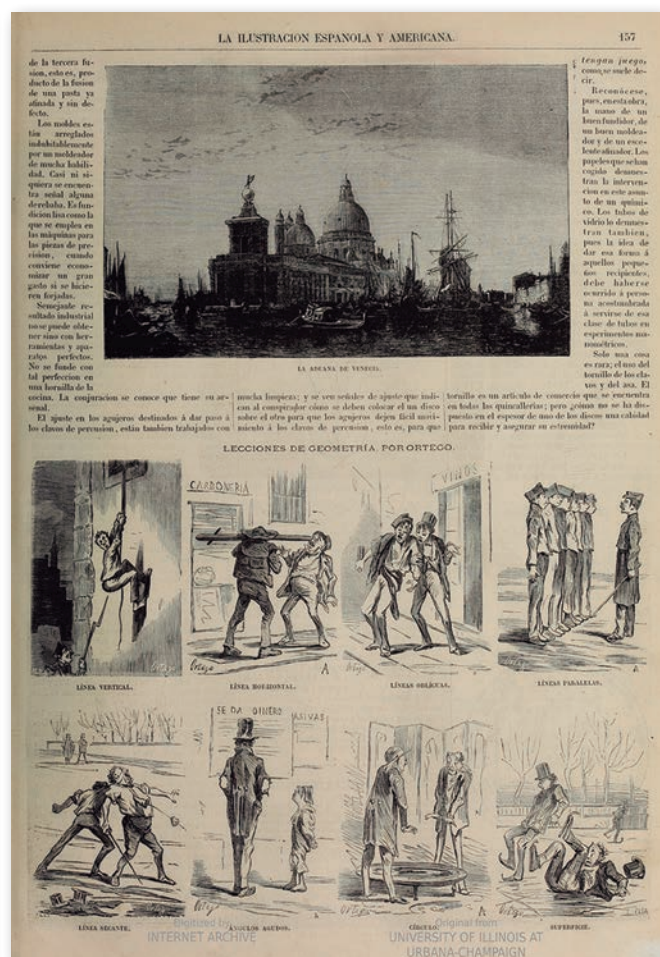 LA ILUSTRACION ESPAÑOLA Y AMERICANA.
157
de la tercera fu-
sion, esto es, pro-
ducto de la fusion
de una pasta ya
afinada y sin de-
fecto.
Los moldes es-
tán arreglados
indubitablemente
por un moldeador
de mucha habili-
dad. Casi ni si-
quiera se encuen-
tra señal alguna
de rebaba. Es fun-
dicion lisa como la
que se emplea en
las máquinas para
las piezas de pre-
cision, cuando
conviene econo-
mizar un gran
gasto si se hicie-
ren forjadas.
Semejante re-
sultado industrial
no se puede obte-
ner sino con her-
ramientas y apa-
ratos perfectos.
No se funde con
tal perfeccion en
una hornilla de la
cocina. La conjuracion se conoce que tiene su ar-
senal.
El ajuste en los agujeros destinados á dar paso á
los clavos de percusion, están tambien trabajados con
LA ADUANA DE VENECIA.
mucha limpieza; y se ven señales de ajuste que indi-
can al conspirador cómo se deben colocar el un disco
sobre el otro para que los agujeros dejen fácil movi-
miento á los clavos de percusion, esto es, para que
tengan juego,
como se suele de-
cir.
Reconócese,
pues, en esta obra,
la mano de un
buen fundidor, de
un buen moldea-
dor y de un esce-
lente afinador. Los
papeles que se han
cogido demues-
tran la interven-
cion en este asun-
to de un quími-
co. Los tubos de
vidrio lo demues-
tran tambien,
pues la idea de
dar esa forma á
aquellos peque-
ños recipientes,
debe haberse
ocurrido á perso-
na acostumbrada
á servirse de esa
clase de tubos en
esperimentos ma-
nométricos.
Solo una cosa
es rara; el uso del
tornillo de los cla-
vos y del asa. El
tornillo es un artículo de comercio que se encuentra
en todas las quincallerías; pero ¿cómo no se ha dis-
puesto en el espesor de uno de los discos una cabidad
para recibir y asegurar su estremidad?
LECCIONES DE GEOMETRÍA, POR ORTEGO.
CARBONERIA
VINOS
Ortego
Ortego
Ortego
LÍNEA VERTICAL.
LÍNEA HORIZONTAL.
LÍNEAS OBLÍCUAS.
LÍNEAS PARALELAS.
SE DA DINERO
Ortego
Ortego
Ortego
LÍNEA SECANTE.
ÁNGULOS AGUDOS.
CÍRCULO.
SUPERFICIE.
Digitized by
INTERNET ARCHIVE
Original from
UNIVERSITY OF ILLINOIS AT
URBANA-CHAMPAIGN